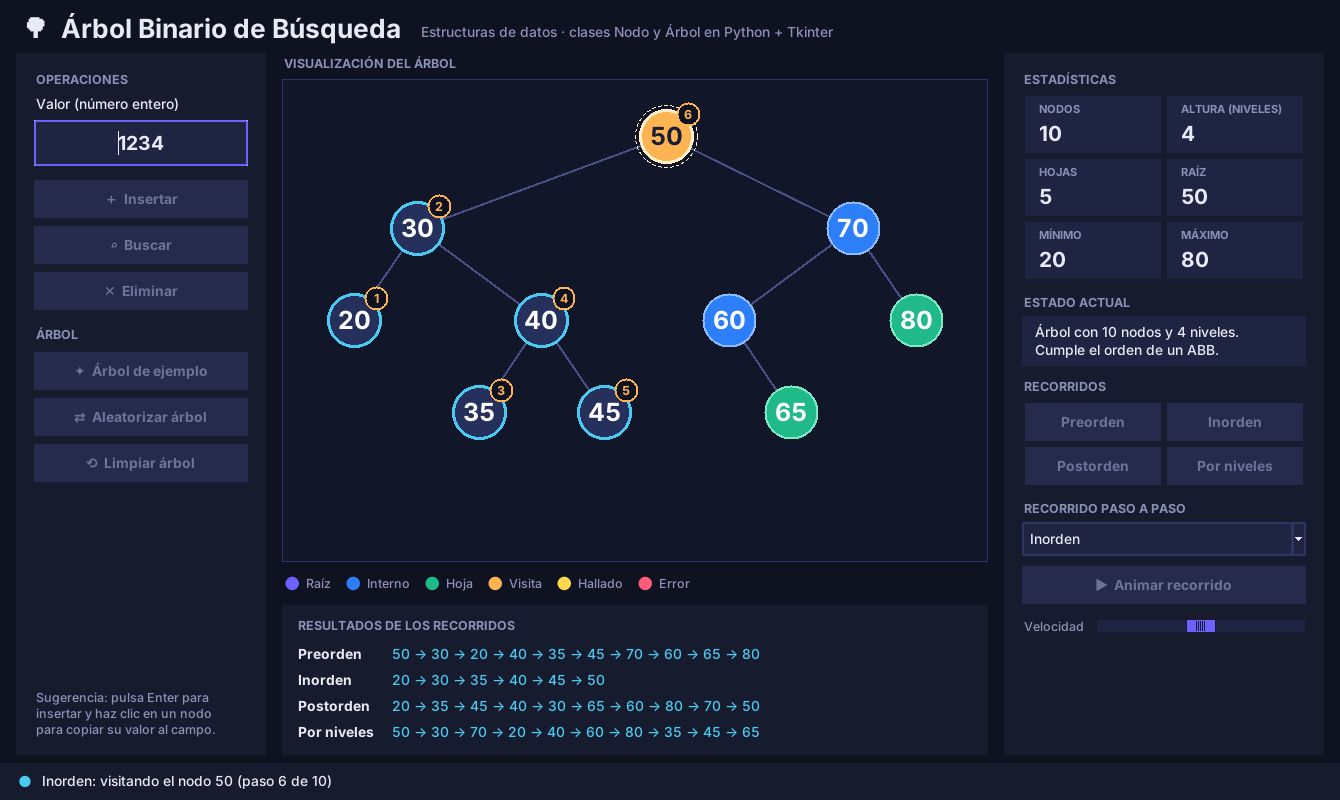 Árbol Binario de Búsqueda
Estructuras de datos · clases Nodo y Árbol en Python + Tkinter
OPERACIONES
Valor (número entero)
1234
+ Insertar
⌕ Buscar
✕ Eliminar
ÁRBOL
✦ Árbol de ejemplo
⇄ Aleatorizar árbol
⟲ Limpiar árbol
Sugerencia: pulsa Enter para
insertar y haz clic en un nodo
para copiar su valor al campo.
VISUALIZACIÓN DEL ÁRBOL
50 6
30 2
70
20 1
40 4
60
80
35 3
45 5
65
Raíz Interno Hoja Visita Hallado Error
RESULTADOS DE LOS RECORRIDOS
Preorden 50 → 30 → 20 → 40 → 35 → 45 → 70 → 60 → 65 → 80
Inorden 20 → 30 → 35 → 40 → 45 → 50
Postorden 20 → 35 → 45 → 40 → 30 → 65 → 60 → 80 → 70 → 50
Por niveles 50 → 30 → 70 → 20 → 40 → 60 → 80 → 35 → 45 → 65
ESTADÍSTICAS
NODOS
10
ALTURA (NIVELES)
4
HOJAS
5
RAÍZ
50
MÍNIMO
20
MÁXIMO
80
ESTADO ACTUAL
Árbol con 10 nodos y 4 niveles.
Cumple el orden de un ABB.
RECORRIDOS
Preorden
Inorden
Postorden
Por niveles
RECORRIDO PASO A PASO
Inorden
▶ Animar recorrido
Velocidad
Inorden: visitando el nodo 50 (paso 6 de 10)